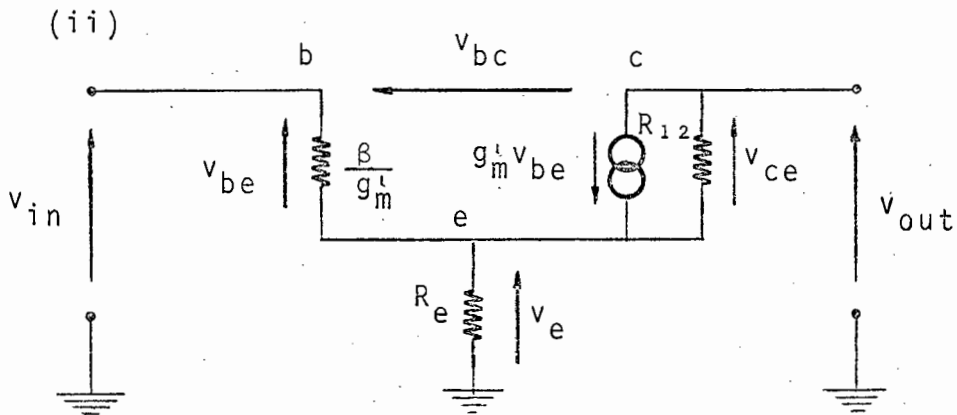 (ii)
b
v_bc
c
R_12
v_in
v_be
β/g'_m
g'_m v_be
v_ce
v_out
e
R_e
v_e